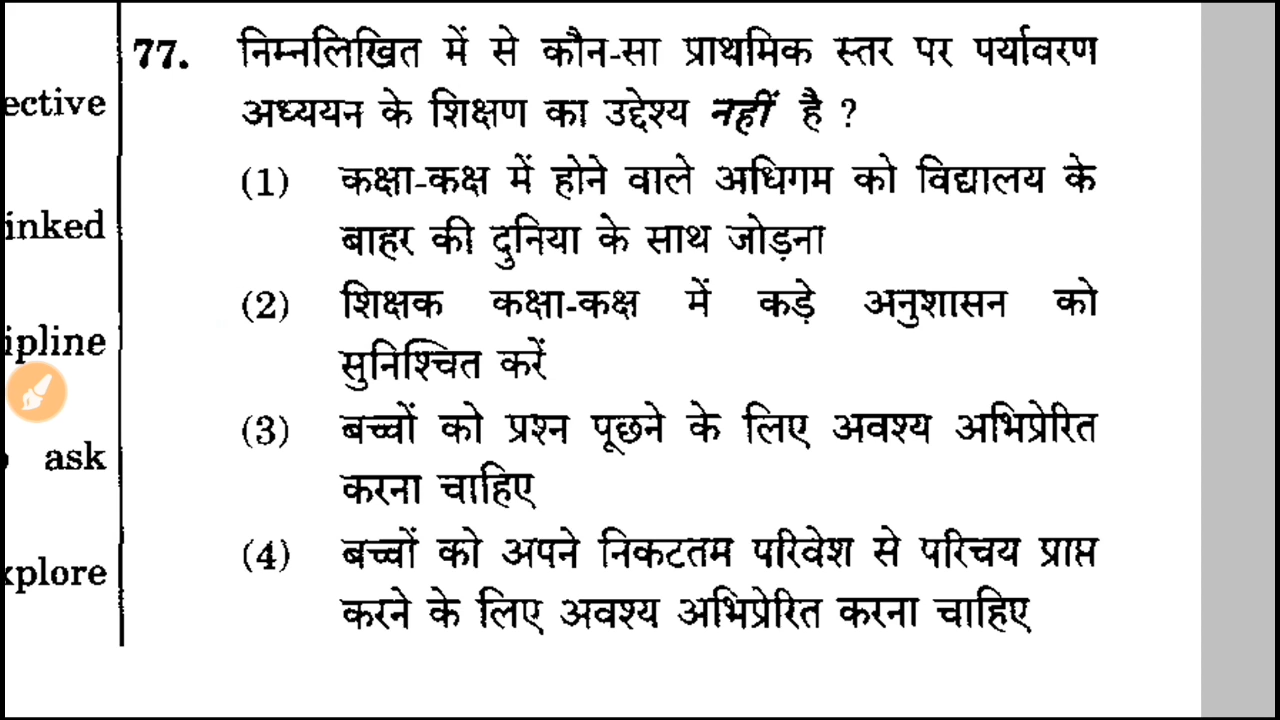 ective
inked
ipline
ask
xplore
77. निम्नलिखित में से कौन-सा प्राथमिक स्तर पर पर्यावरण
अध्ययन के शिक्षण का उद्देश्य नहीं है ?
(1) कक्षा-कक्ष में होने वाले अधिगम को विद्यालय के
बाहर की दुनिया के साथ जोड़ना
(2) शिक्षक कक्षा-कक्ष में कड़े अनुशासन को
सुनिश्चित करें
(3) बच्चों को प्रश्न पूछने के लिए अवश्य अभिप्रेरित
करना चाहिए
(4) बच्चों को अपने निकटतम परिवेश से परिचय प्राप्त
करने के लिए अवश्य अभिप्रेरित करना चाहिए